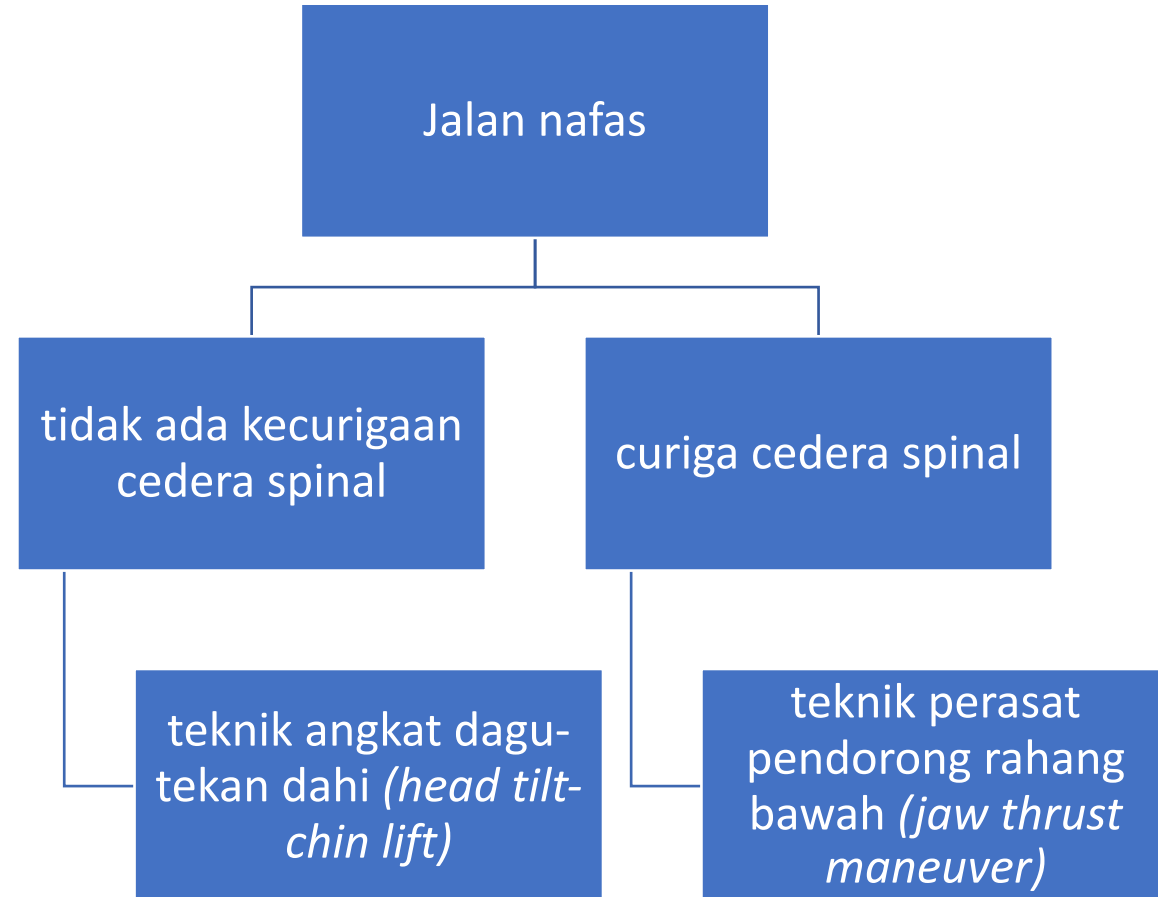 Jalan nafas
tidak ada kecurigaan
cedera spinal
curiga cedera spinal
teknik angkat dagu-
tekan dahi (head tilt-
chin lift)
teknik perasat
pendorong rahang
bawah (jaw thrust
maneuver)